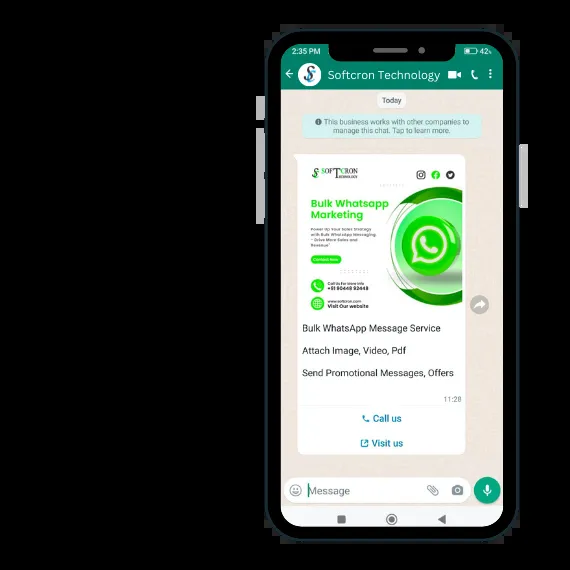 2:35 PM
42%
Softcron Technology
Today
This business works with other companies to
manage this chat. Tap to learn more.
SOFTCRON
TECHNOLOGY
Bulk Whatsapp
Marketing
Power Up Your Sales Strategy
with Bulk WhatsApp Messaging
- Drive More Sales and
Revenue"
Call Us For More Info
+91 90448 92448
www.softcron.com
Visit Our website
Bulk WhatsApp Message Service
Attach Image, Video, Pdf
Send Promotional Messages, Offers
11:28
Call us
Visit us
Message